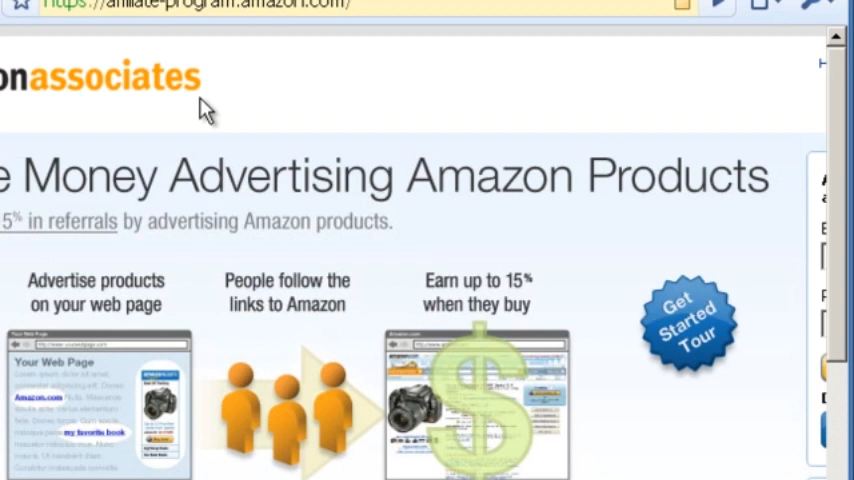 https://affiliate-program.amazon.com/
onassociates
e Money Advertising Amazon Products
5% in referrals by advertising Amazon products.
Advertise products
on your web page
People follow the
links to Amazon
Earn up to 15%
when they buy
Get
Started
Tour
Your Web Page
Amazon.com
my favorite book
$